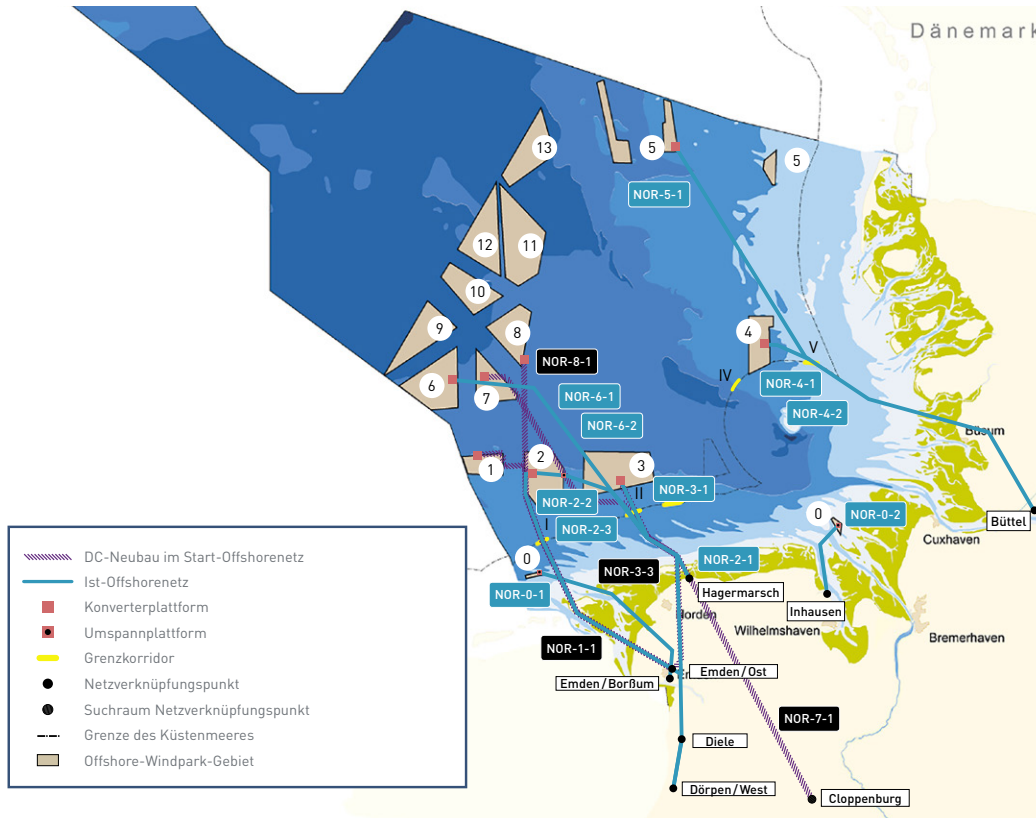 Dänemark
13
5
5
NOR-5-1
12
11
10
9
8
4
V
NOR-8-1
IV
6
7
NOR-4-1
NOR-6-1
NOR-4-2
NOR-6-2
Büsum
1
2
3
II
NOR-3-1
NOR-2-2
I
NOR-2-3
0
NOR-0-2
Büttel
Cuxhaven
0
NOR-3-3
NOR-2-1
NOR-0-1
Hagermarsch
Norden
Inhausen
Wilhelmshaven
Bremerhaven
NOR-1-1
Emden/Ost
Emden/Borßum
NOR-7-1
Diele
Dörpen/West
Cloppenburg
DC-Neubau im Start-Offshorenetz
Ist-Offshorenetz
Konverterplattform
Umspannplattform
Grenzkorridor
Netzverknüpfungspunkt
Suchraum Netzverknüpfungspunkt
Grenze des Küstenmeeres
Offshore-Windpark-Gebiet